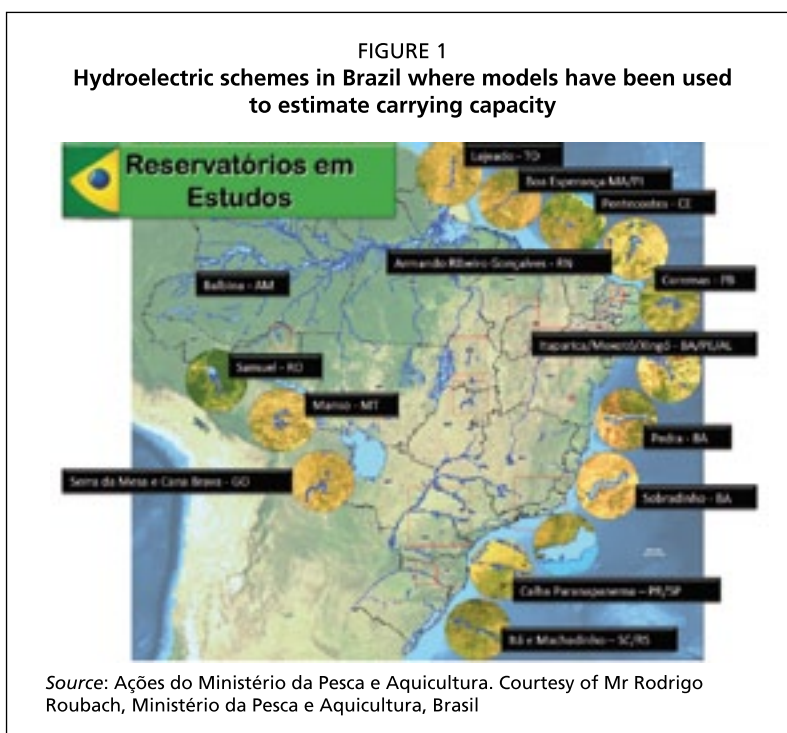 FIGURE 1
Hydroelectric schemes in Brazil where models have been used
to estimate carrying capacity
Reservatórios em
Estudos
Lajeado - TO
Boa Esperança MA/PI
Pentecostes - CE
Armando Ribeiro Gonçalves - RN
Balbina - AM
Coremas - PB
Itaparica/Moxotó/Xingó - BA/PE/AL
Samuel - RO
Manso - MT
Pedra - BA
Serra da Mesa e Cana Brava - GO
Sobradinho - BA
Calha Paranapanema – PR/SP
Itá e Machadinho – SC/RS
Source: Ações do Ministério da Pesca e Aquicultura. Courtesy of Mr Rodrigo
Roubach, Ministério da Pesca e Aquicultura, Brasil